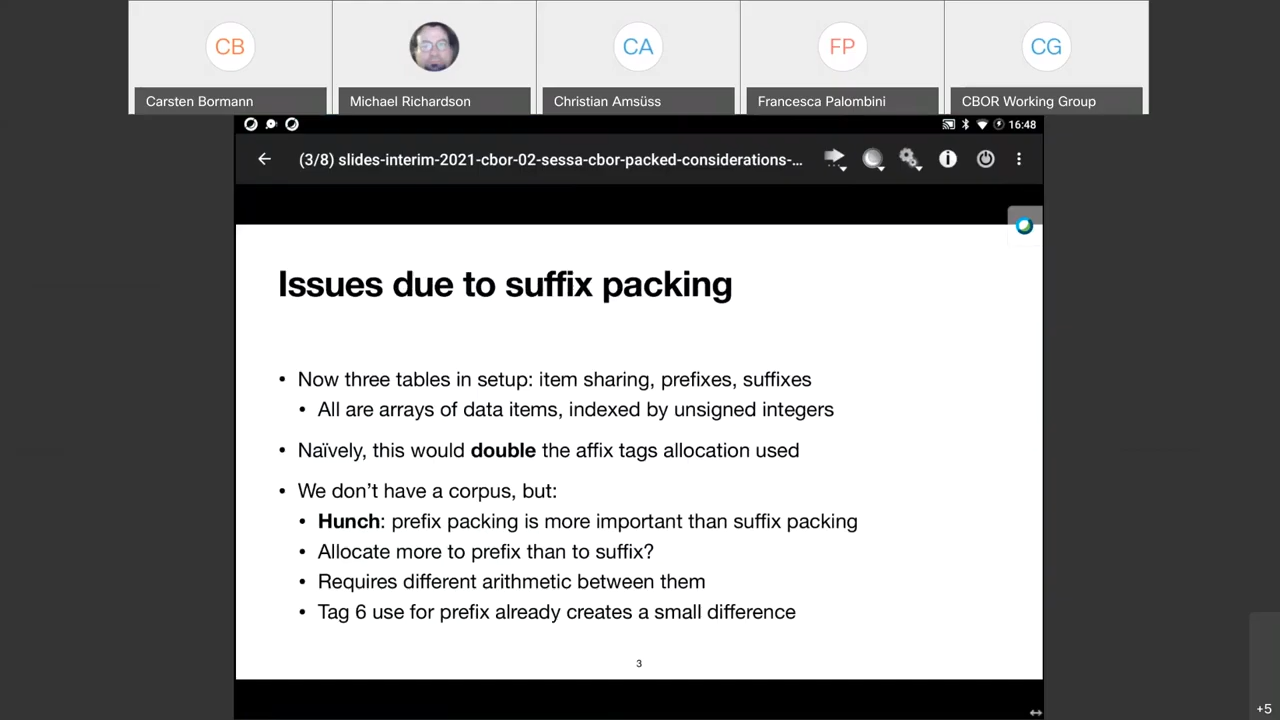 CB
CA
FP
CG
Carsten Bormann
Michael Richardson
Christian Amsüss
Francesca Palombini
CBOR Working Group
16:48
(3/8) slides-interim-2021-cbor-02-sessa-cbor-packed-considerations-...
Issues due to suffix packing
• Now three tables in setup: item sharing, prefixes, suffixes
• All are arrays of data items, indexed by unsigned integers
• Naïvely, this would double the affix tags allocation used
• We don’t have a corpus, but:
• Hunch: prefix packing is more important than suffix packing
• Allocate more to prefix than to suffix?
• Requires different arithmetic between them
• Tag 6 use for prefix already creates a small difference
3
+5